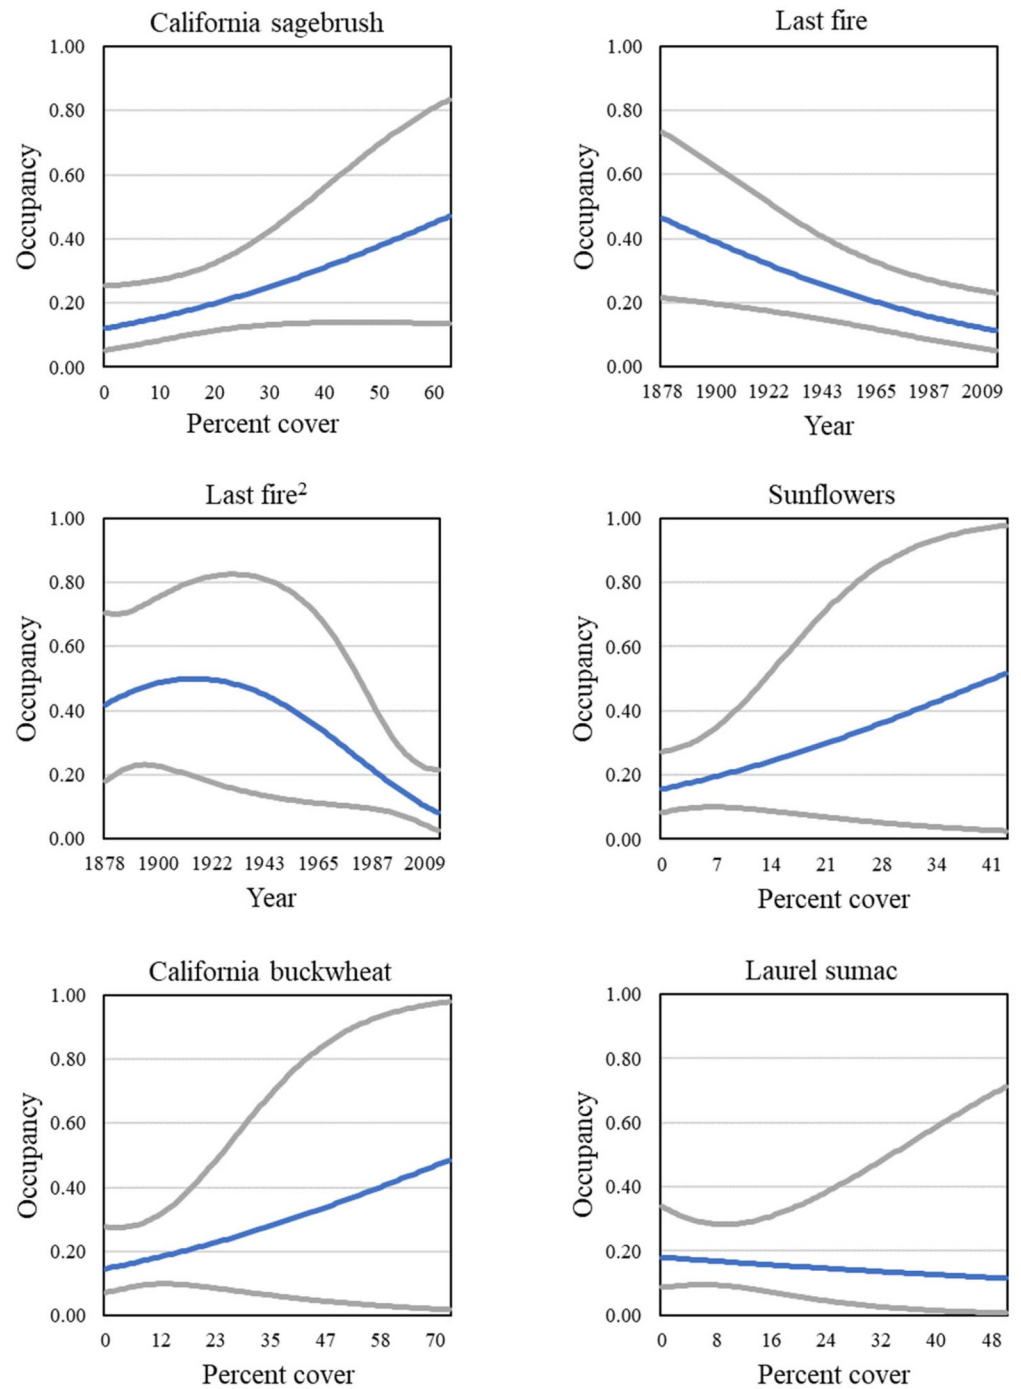 California sagebrush
1.00
0.80
0.60
0.40
0.20
0.00
Occupancy
0 10 20 30 40 50 60
Percent cover
Last fire
1.00
0.80
0.60
0.40
0.20
0.00
Occupancy
1878 1900 1922 1943 1965 1987 2009
Year
Last fire²
1.00
0.80
0.60
0.40
0.20
0.00
Occupancy
1878 1900 1922 1943 1965 1987 2009
Year
Sunflowers
1.00
0.80
0.60
0.40
0.20
0.00
Occupancy
0 7 14 21 28 34 41
Percent cover
California buckwheat
1.00
0.80
0.60
0.40
0.20
0.00
Occupancy
0 12 23 35 47 58 70
Percent cover
Laurel sumac
1.00
0.80
0.60
0.40
0.20
0.00
Occupancy
0 8 16 24 32 40 48
Percent cover